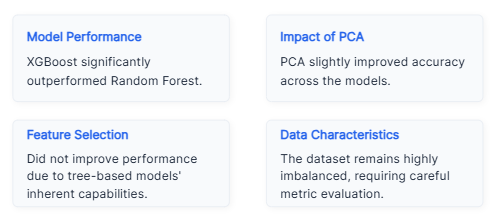 Model Performance
XGBoost significantly
outperformed Random Forest.
Impact of PCA
PCA slightly improved accuracy
across the models.
Feature Selection
Did not improve performance
due to tree-based models'
inherent capabilities.
Data Characteristics
The dataset remains highly
imbalanced, requiring careful
metric evaluation.